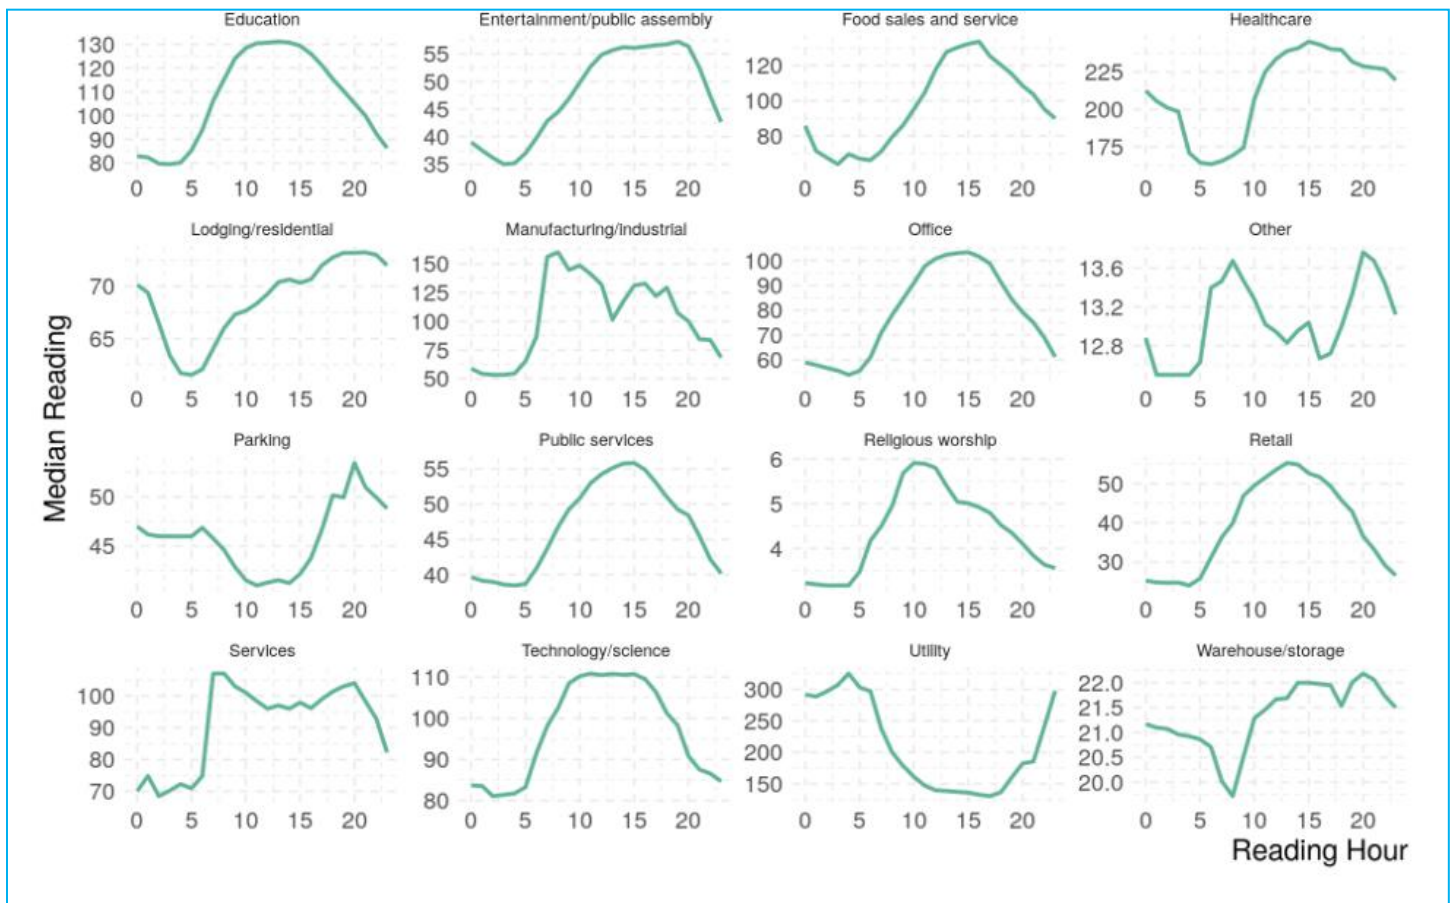 Education Entertainment/public assembly Food sales and service Healthcare
130 55 120 225
120 50 100 200
110 45 80 175
100 40
90 35
80
0 5 10 15 20 0 5 10 15 20 0 5 10 15 20 0 5 10 15 20
Lodging/residential Manufacturing/industrial Office Other
70 150 100 13.6
65 125 90 13.2
100 80 12.8
75 70
50 60
0 5 10 15 20 0 5 10 15 20 0 5 10 15 20 0 5 10 15 20
Median Reading
Parking Public services Religious worship Retail
50 55 6 50
45 50 5 40
45 4 30
40
0 5 10 15 20 0 5 10 15 20 0 5 10 15 20 0 5 10 15 20
Services Technology/science Utility Warehouse/storage
100 110 300 22.0
90 100 250 21.5
80 90 200 21.0
70 80 150 20.5
20.0
0 5 10 15 20 0 5 10 15 20 0 5 10 15 20 0 5 10 15 20
Reading Hour